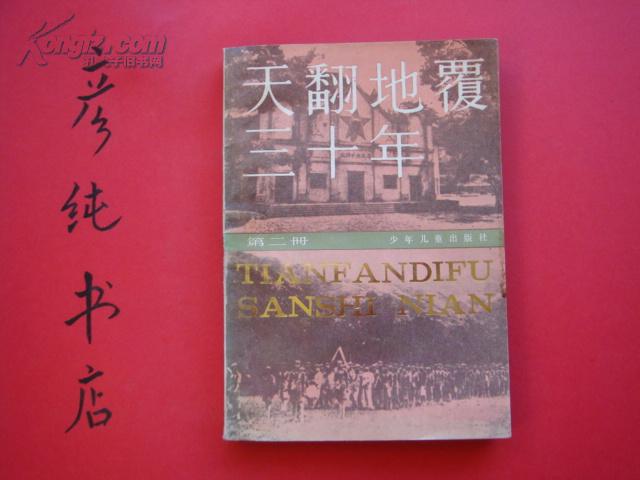 Kongfz.com
孔夫子旧书网
彦纯书店
天翻地覆
三十年
第二册 少年儿童出版社
TIANFANDIFU
SANSHI NIAN